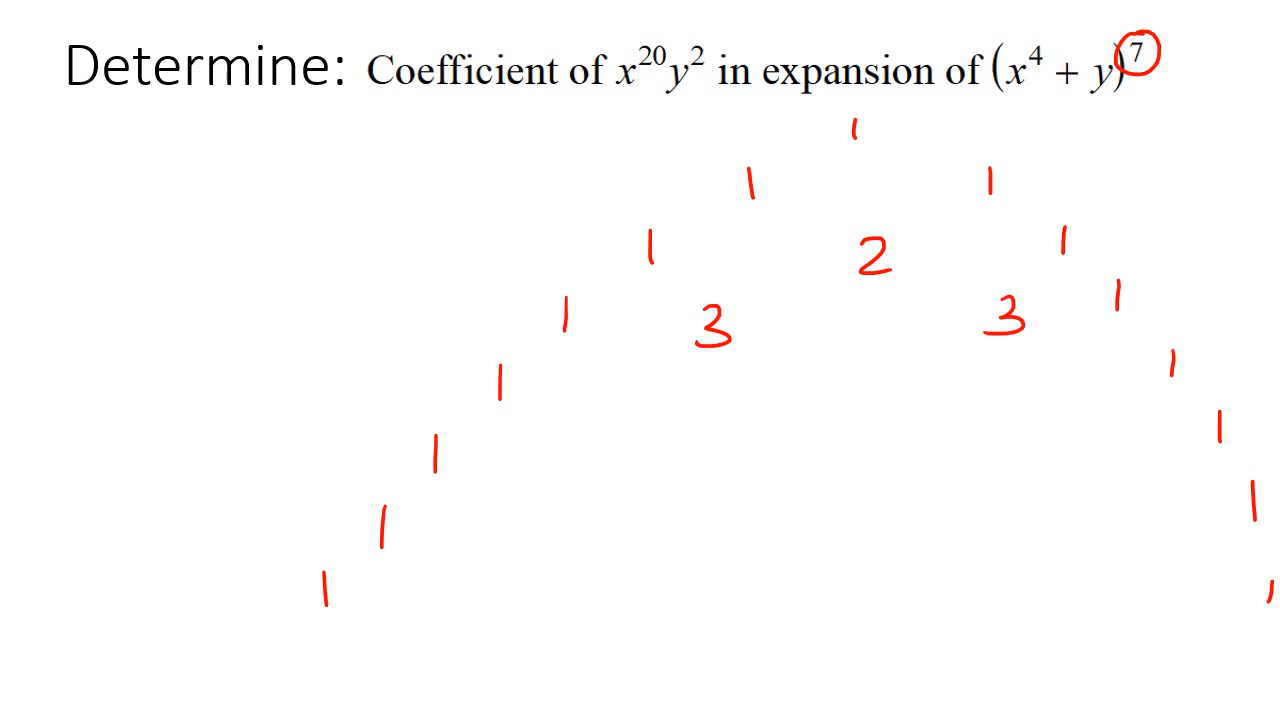 Determine: Coefficient of x²⁰y² in expansion of (x⁴ + y)⁷
1
1 1
1 2 1
1 3 3 1
1 1
1 1
1 1
1 1